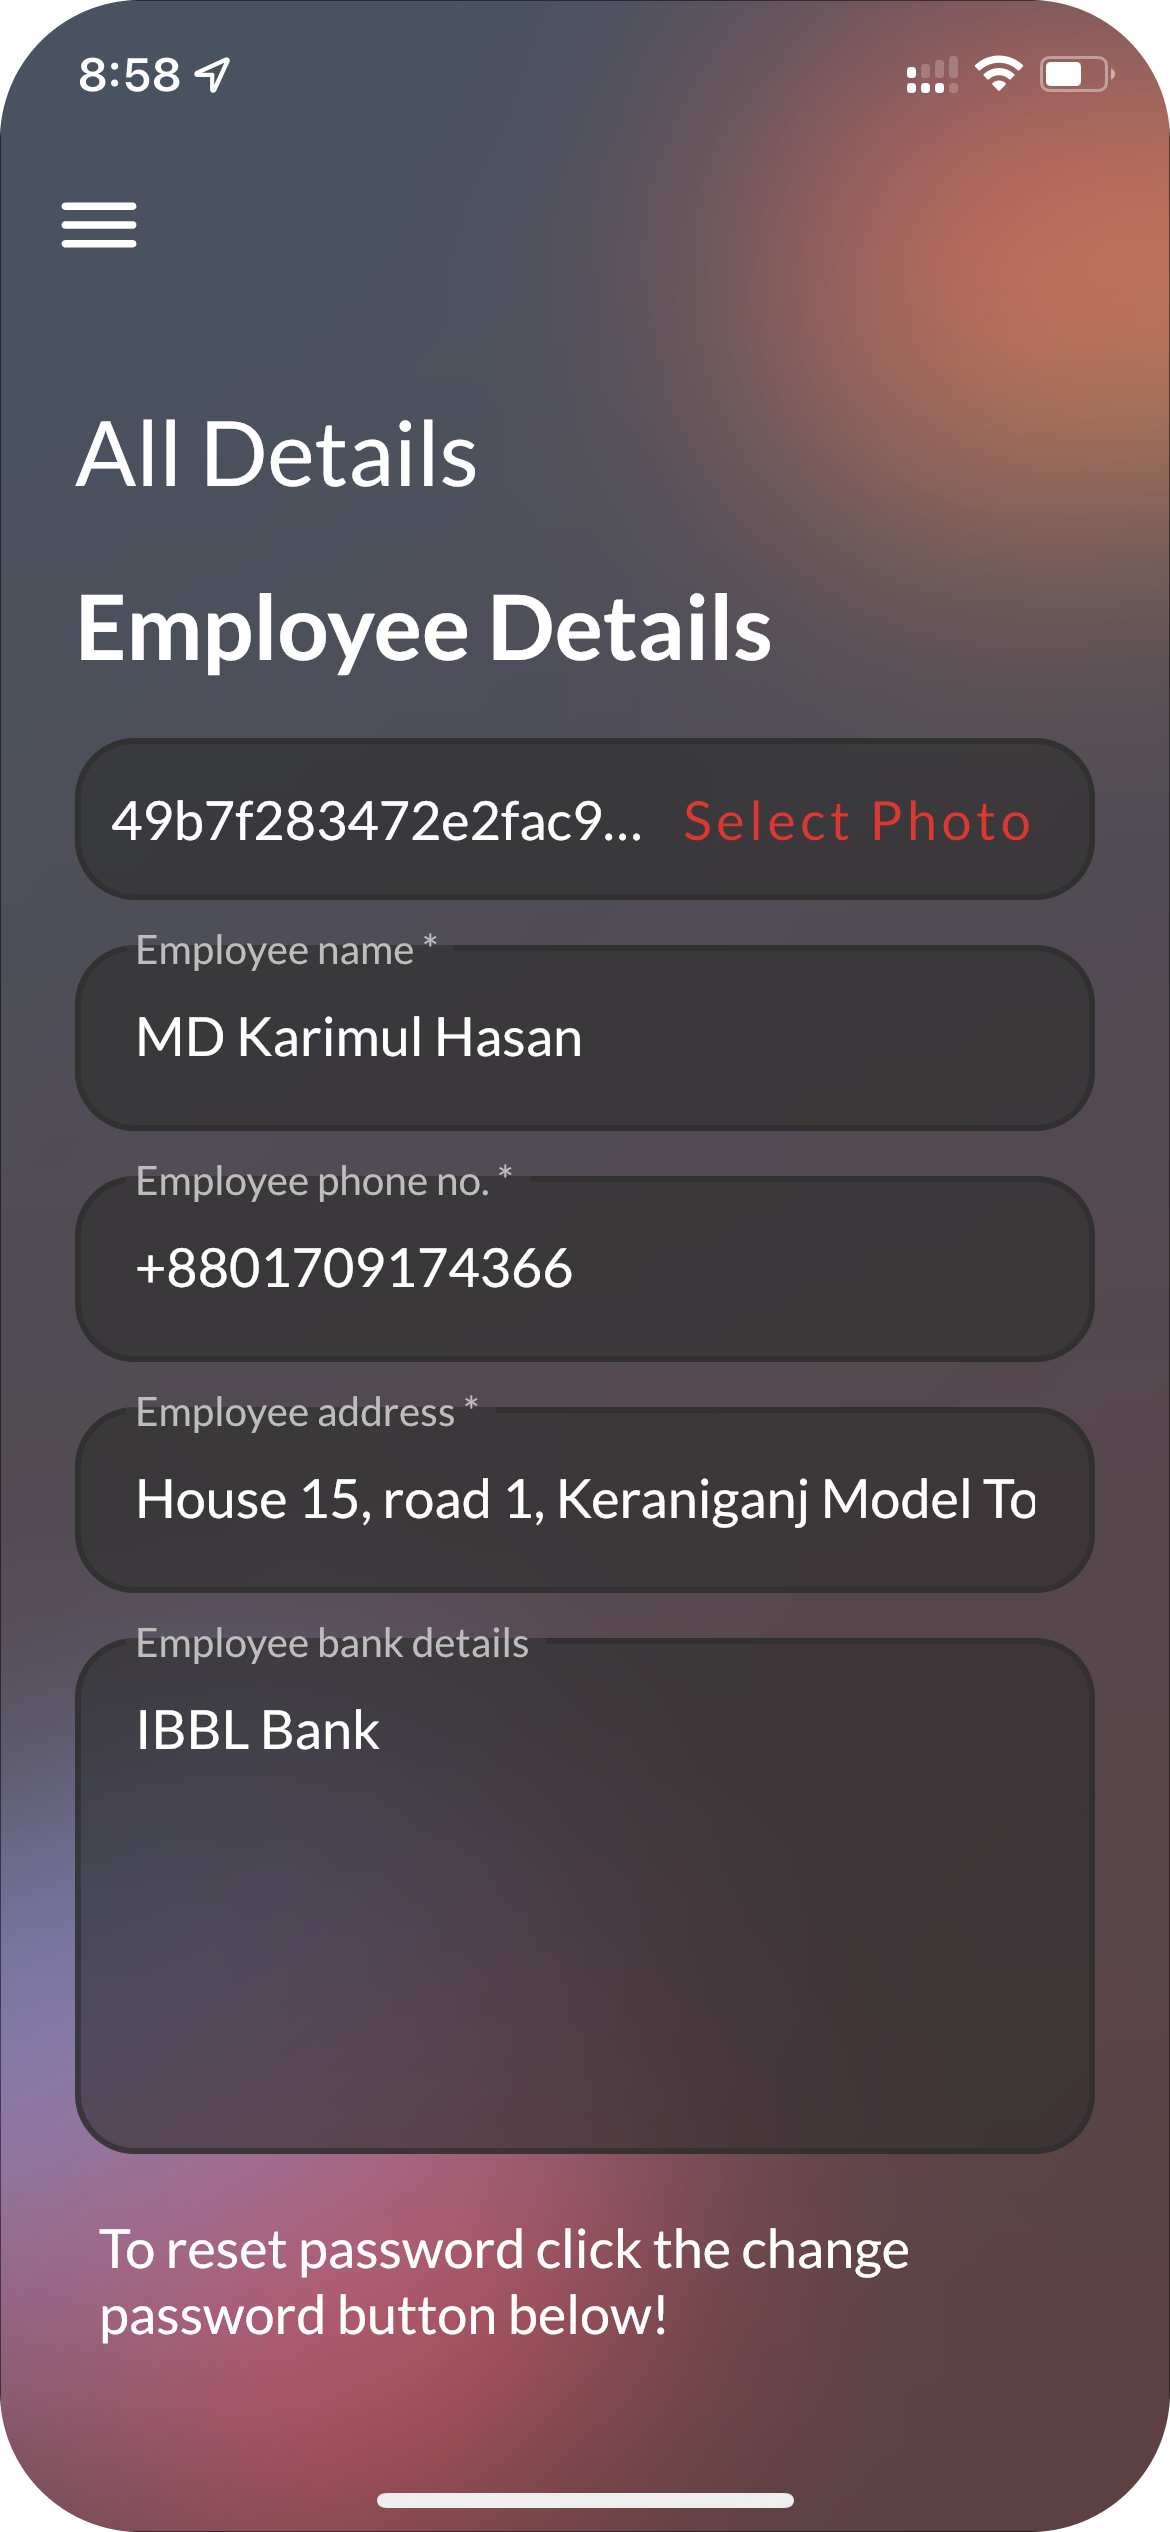 8:58
All Details
Employee Details
49b7f283472e2fac9... Select Photo
Employee name *
MD Karimul Hasan
Employee phone no. *
+8801709174366
Employee address *
House 15, road 1, Keraniganj Model To
Employee bank details
IBBL Bank
To reset password click the change
password button below!